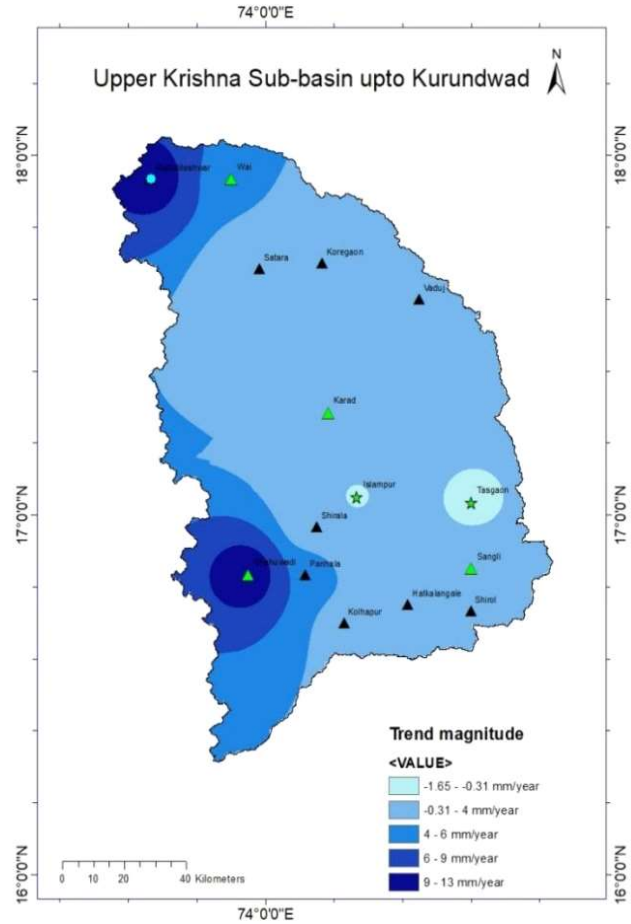 74°0'0"E
Upper Krishna Sub-basin upto Kurundwad
N
18°0'0"N
18°0'0"N
Wai
Satara
Koregaon
Vaduj
Karad
Islampur
Tasgaon
17°0'0"N
17°0'0"N
Shirala
Panhala
Sangli
Hatkalangale
Shirol
Kolhapur
Trend magnitude
<VALUE>
-1.65 - -0.31 mm/year
-0.31 - 4 mm/year
4 - 6 mm/year
6 - 9 mm/year
9 - 13 mm/year
0 10 20 40 Kilometers
16°0'0"N
16°0'0"N
74°0'0"E